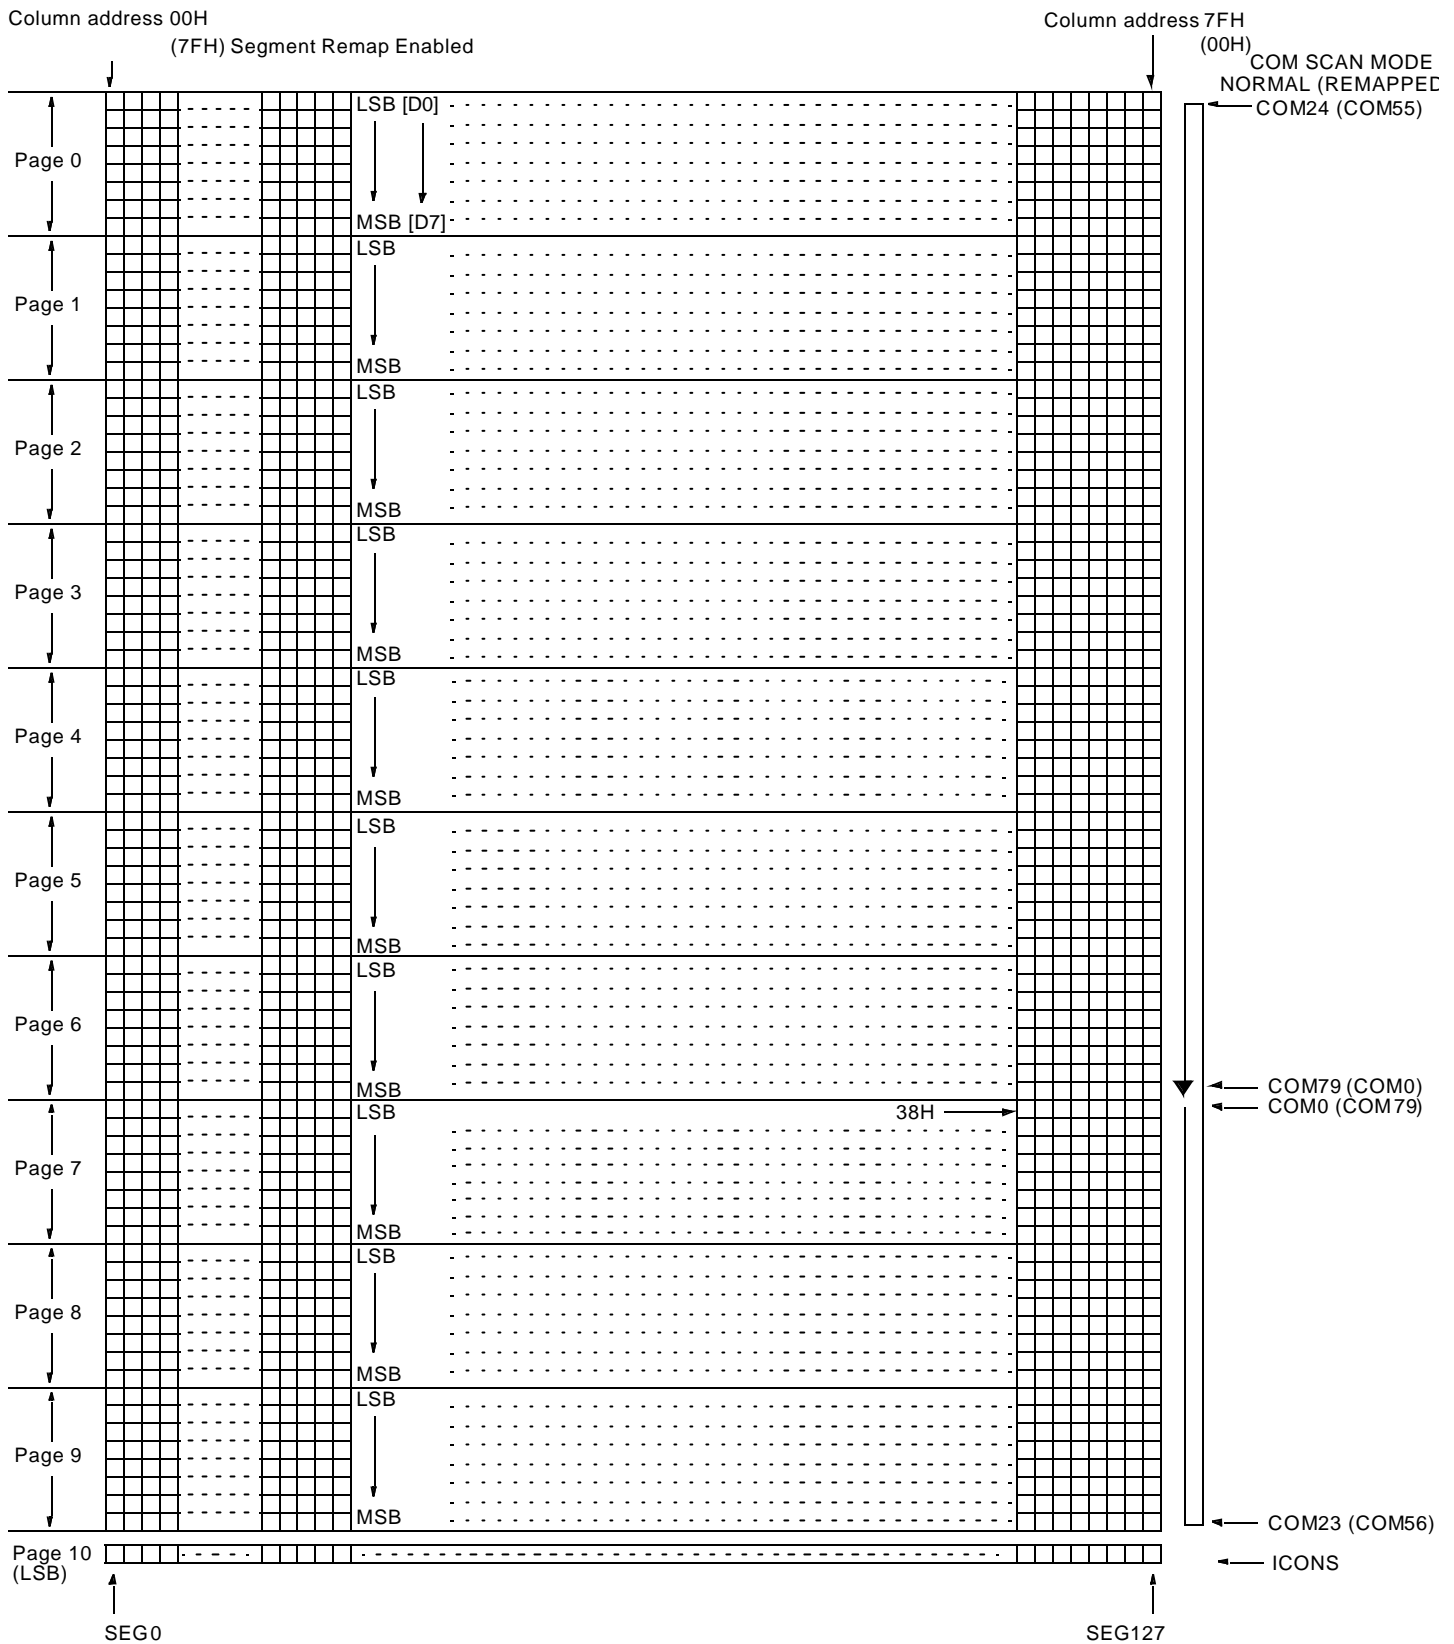 Column address 00H
(7FH) Segment Remap Enabled
Column address 7FH
(00H)
COM SCAN MODE
NORMAL (REMAPPED
COM24 (COM55)
LSB [D0]
Page 0
MSB [D7]
LSB
Page 1
MSB
LSB
Page 2
MSB
LSB
Page 3
MSB
LSB
Page 4
MSB
LSB
Page 5
MSB
LSB
Page 6
MSB
COM79 (COM0)
COM0 (COM79)
LSB
38H
Page 7
MSB
LSB
Page 8
MSB
LSB
Page 9
MSB
COM23 (COM56)
Page 10
(LSB)
ICONS
SEG0
SEG127